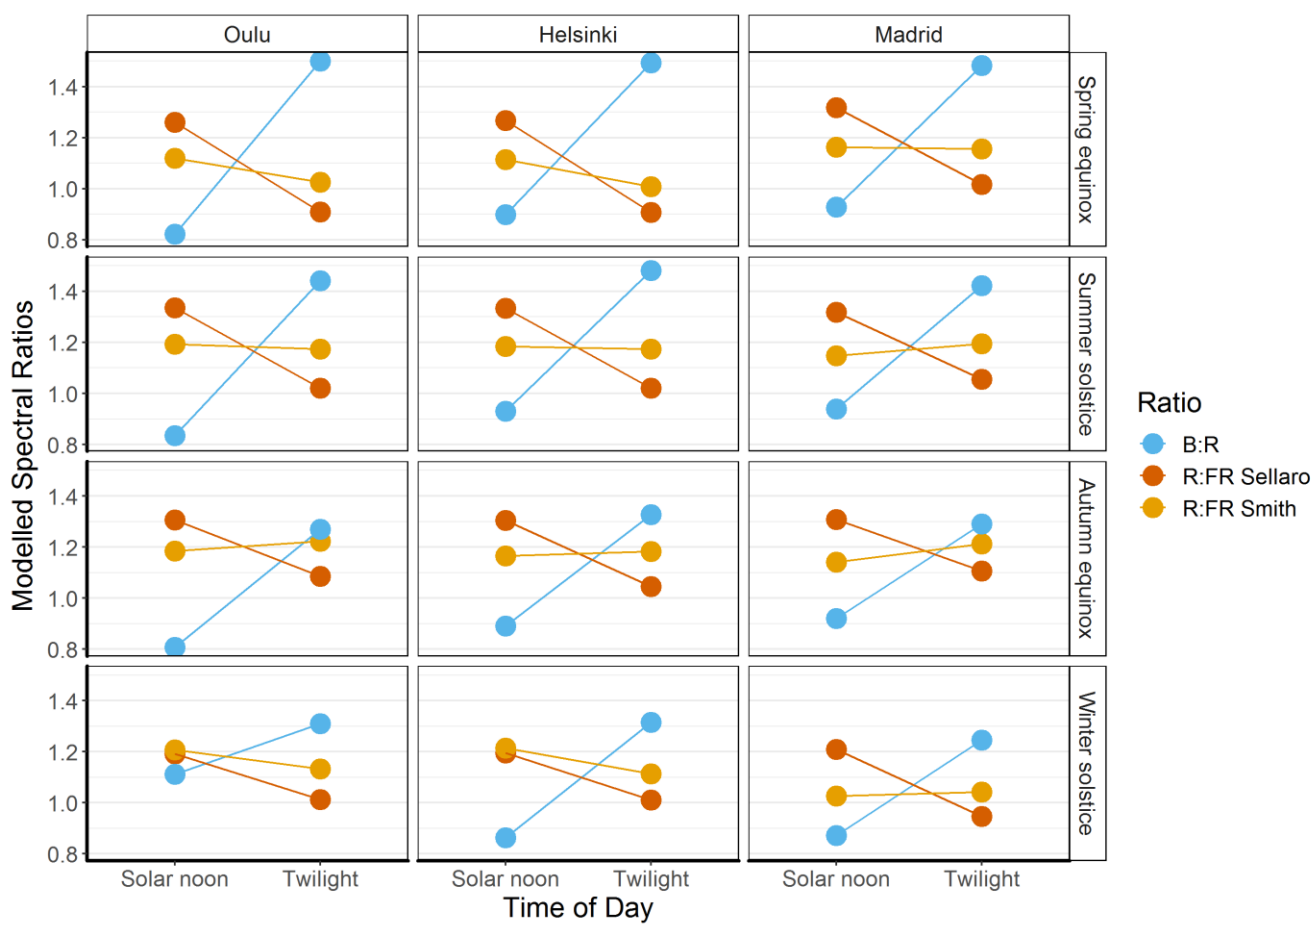 Oulu
Helsinki
Madrid
Modelled Spectral Ratios
1.4
1.2
1.0
0.8
Spring equinox
1.4
1.2
1.0
0.8
Summer solstice
1.4
1.2
1.0
0.8
Autumn equinox
1.4
1.2
1.0
0.8
Winter solstice
Solar noon
Twilight
Solar noon
Twilight
Solar noon
Twilight
Time of Day
Ratio
B:R
R:FR Sellaro
R:FR Smith